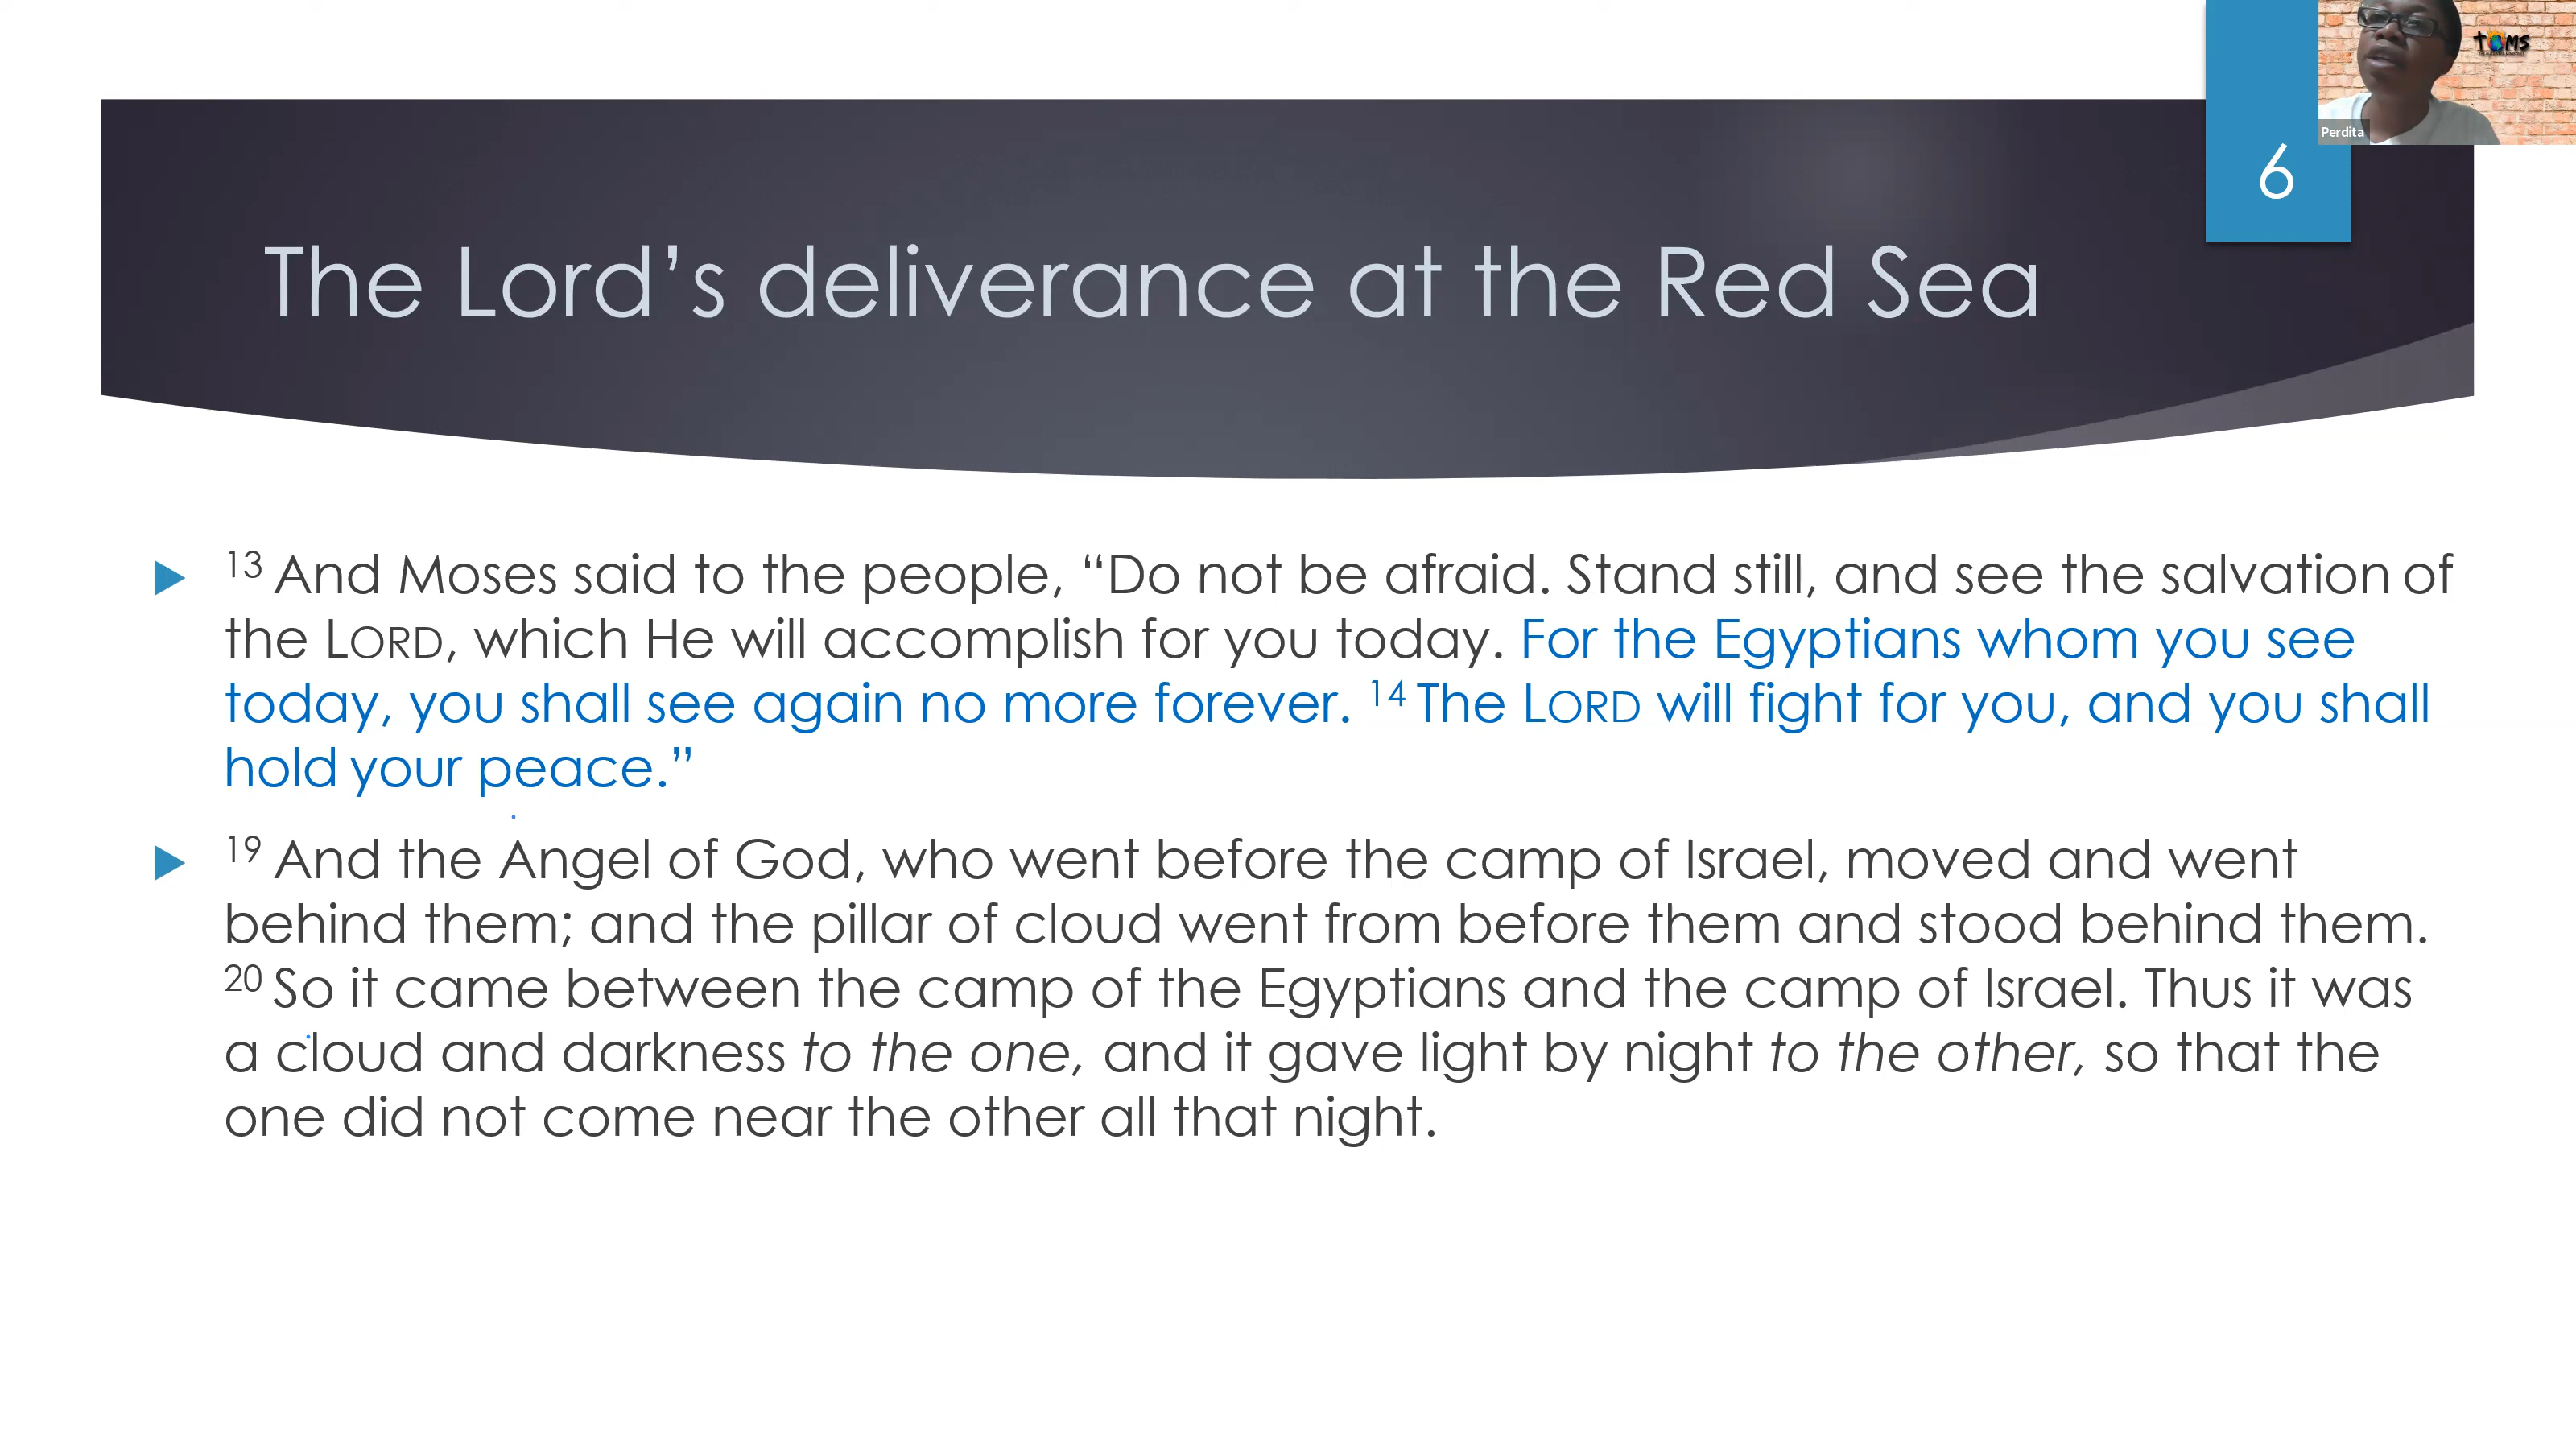 TOMS
Perdita
6
The Lord’s deliverance at the Red Sea
13 And Moses said to the people, “Do not be afraid. Stand still, and see the salvation of
the LORD, which He will accomplish for you today. For the Egyptians whom you see
today, you shall see again no more forever. 14 The LORD will fight for you, and you shall
hold your peace.”
19 And the Angel of God, who went before the camp of Israel, moved and went
behind them; and the pillar of cloud went from before them and stood behind them.
20 So it came between the camp of the Egyptians and the camp of Israel. Thus it was
a cloud and darkness to the one, and it gave light by night to the other, so that the
one did not come near the other all that night.